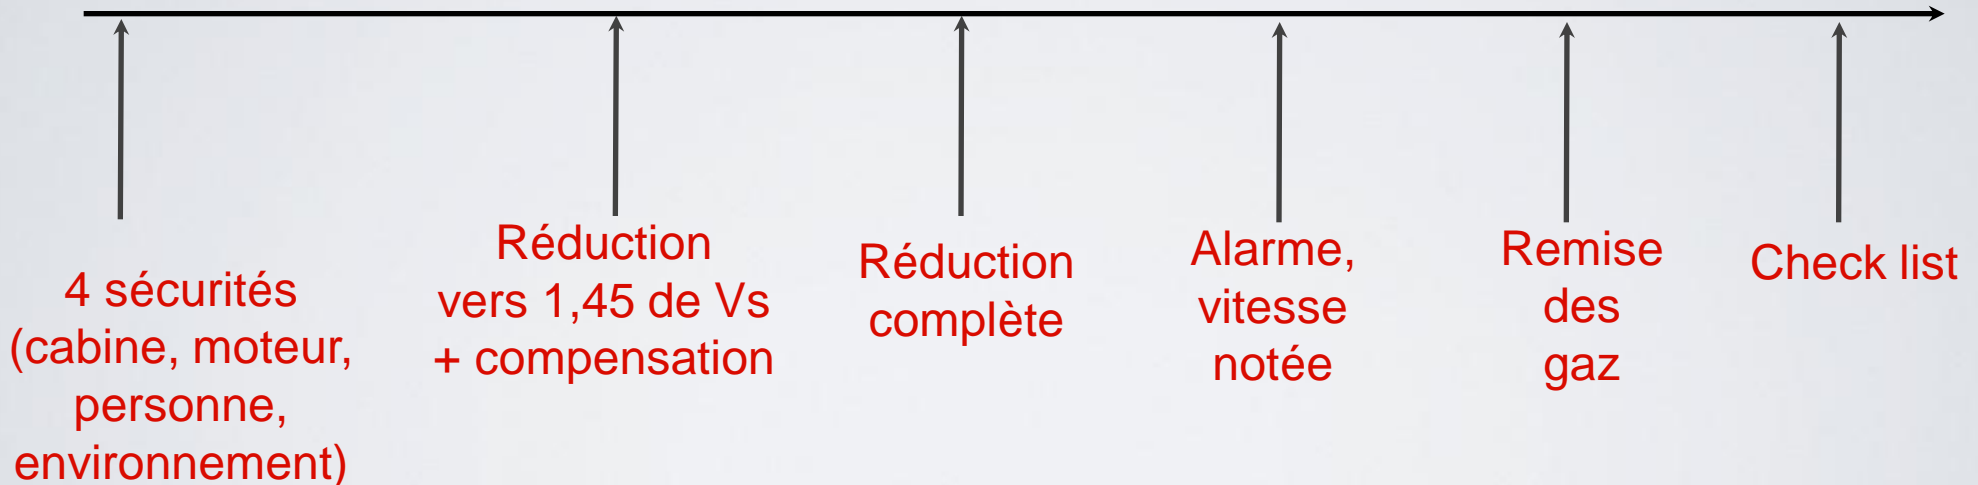 4 sécurités
(cabine, moteur,
personne,
environnement)
Réduction
vers 1,45 de Vs
+ compensation
Réduction
complète
Alarme,
vitesse
notée
Remise
des
gaz
Check list